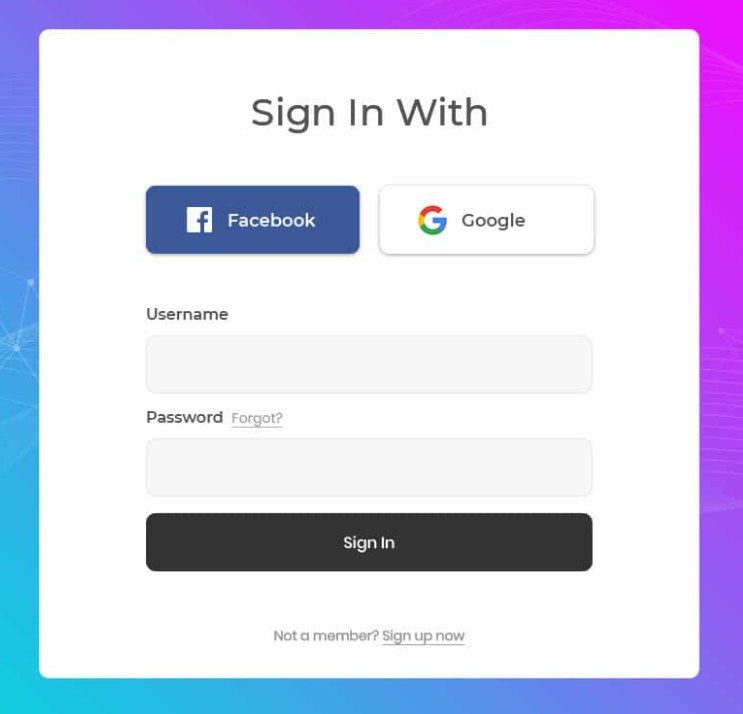 Sign In With
Facebook Google
Username
Password Forgot?
Sign In
Not a member? Sign up now